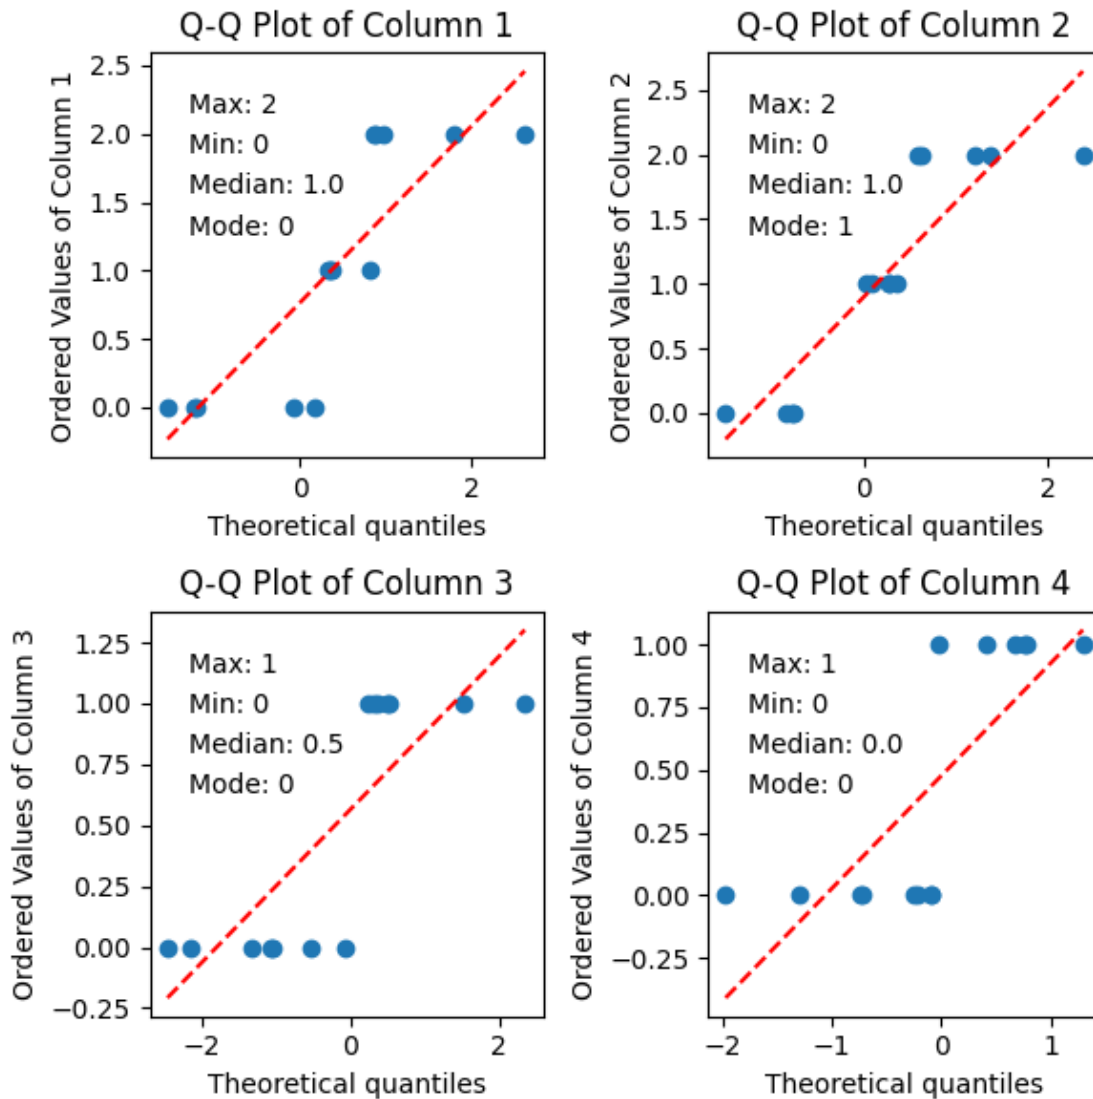 Q-Q Plot of Column 1
Ordered Values of Column 1
2.5
2.0
1.5
1.0
0.5
0.0
Max: 2
Min: 0
Median: 1.0
Mode: 0
0
2
Theoretical quantiles
Q-Q Plot of Column 2
Ordered Values of Column 2
2.5
2.0
1.5
1.0
0.5
0.0
Max: 2
Min: 0
Median: 1.0
Mode: 1
0
2
Theoretical quantiles
Q-Q Plot of Column 3
Ordered Values of Column 3
1.25
1.00
0.75
0.50
0.25
0.00
−0.25
Max: 1
Min: 0
Median: 0.5
Mode: 0
−2
0
2
Theoretical quantiles
Q-Q Plot of Column 4
Ordered Values of Column 4
1.00
0.75
0.50
0.25
0.00
−0.25
Max: 1
Min: 0
Median: 0.0
Mode: 0
−2
−1
0
1
Theoretical quantiles